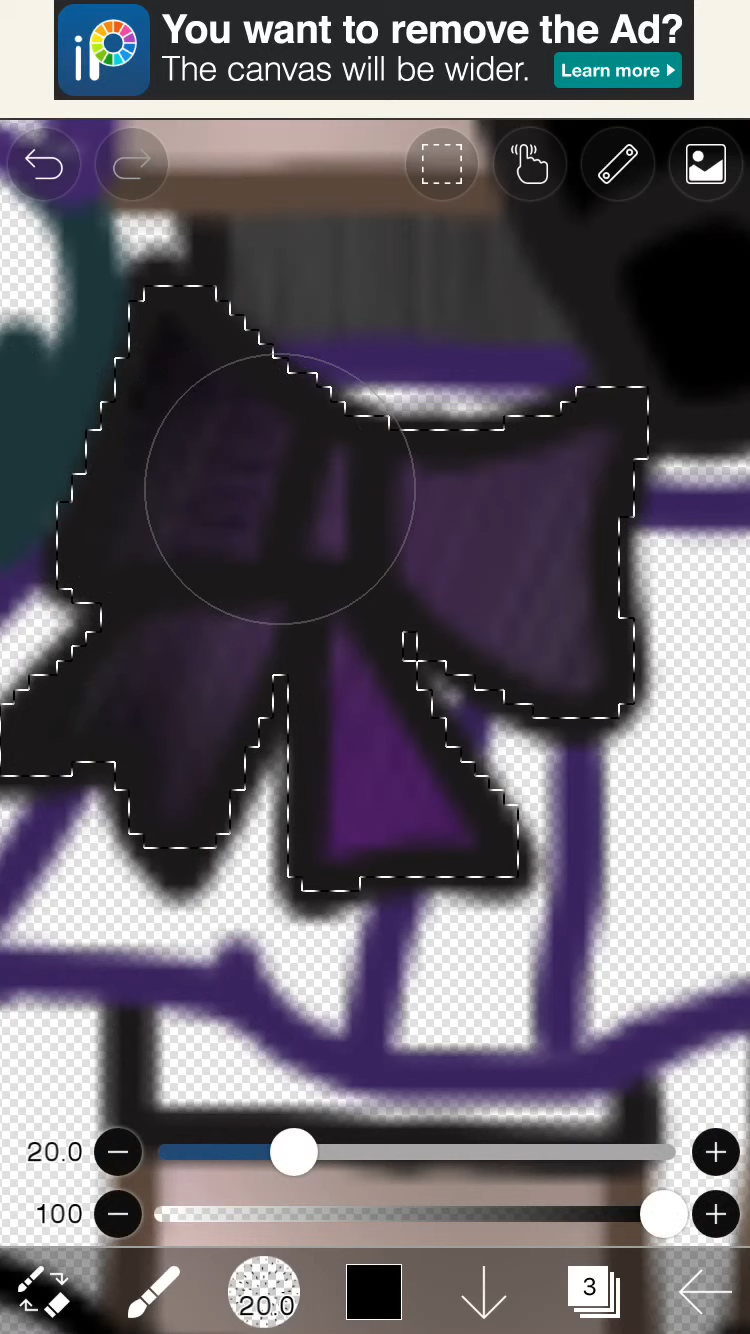 iP
You want to remove the Ad?
The canvas will be wider.
Learn more
20.0
100
20.0
3